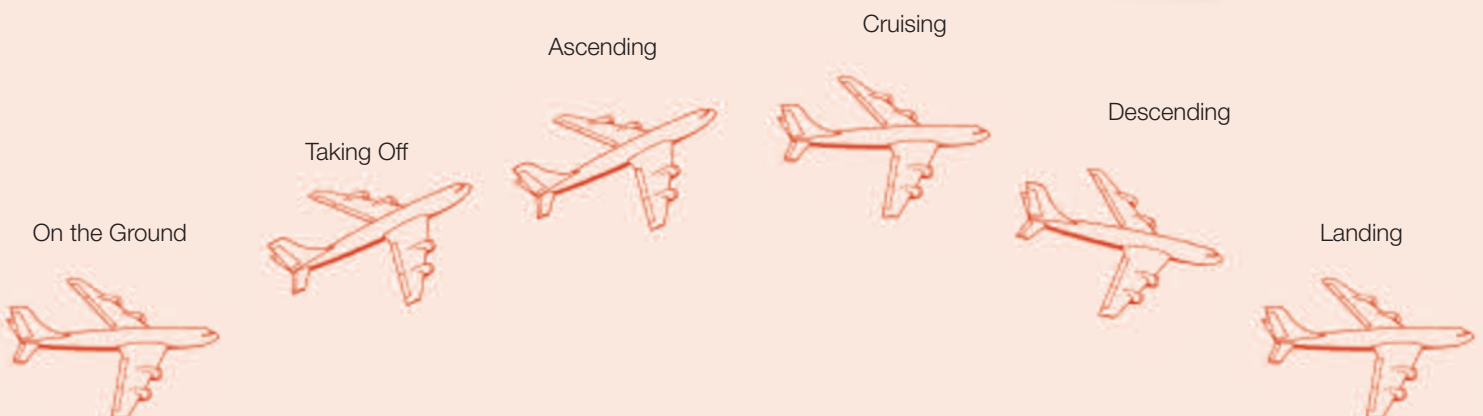 On the Ground
Taking Off
Ascending
Cruising
Descending
Landing